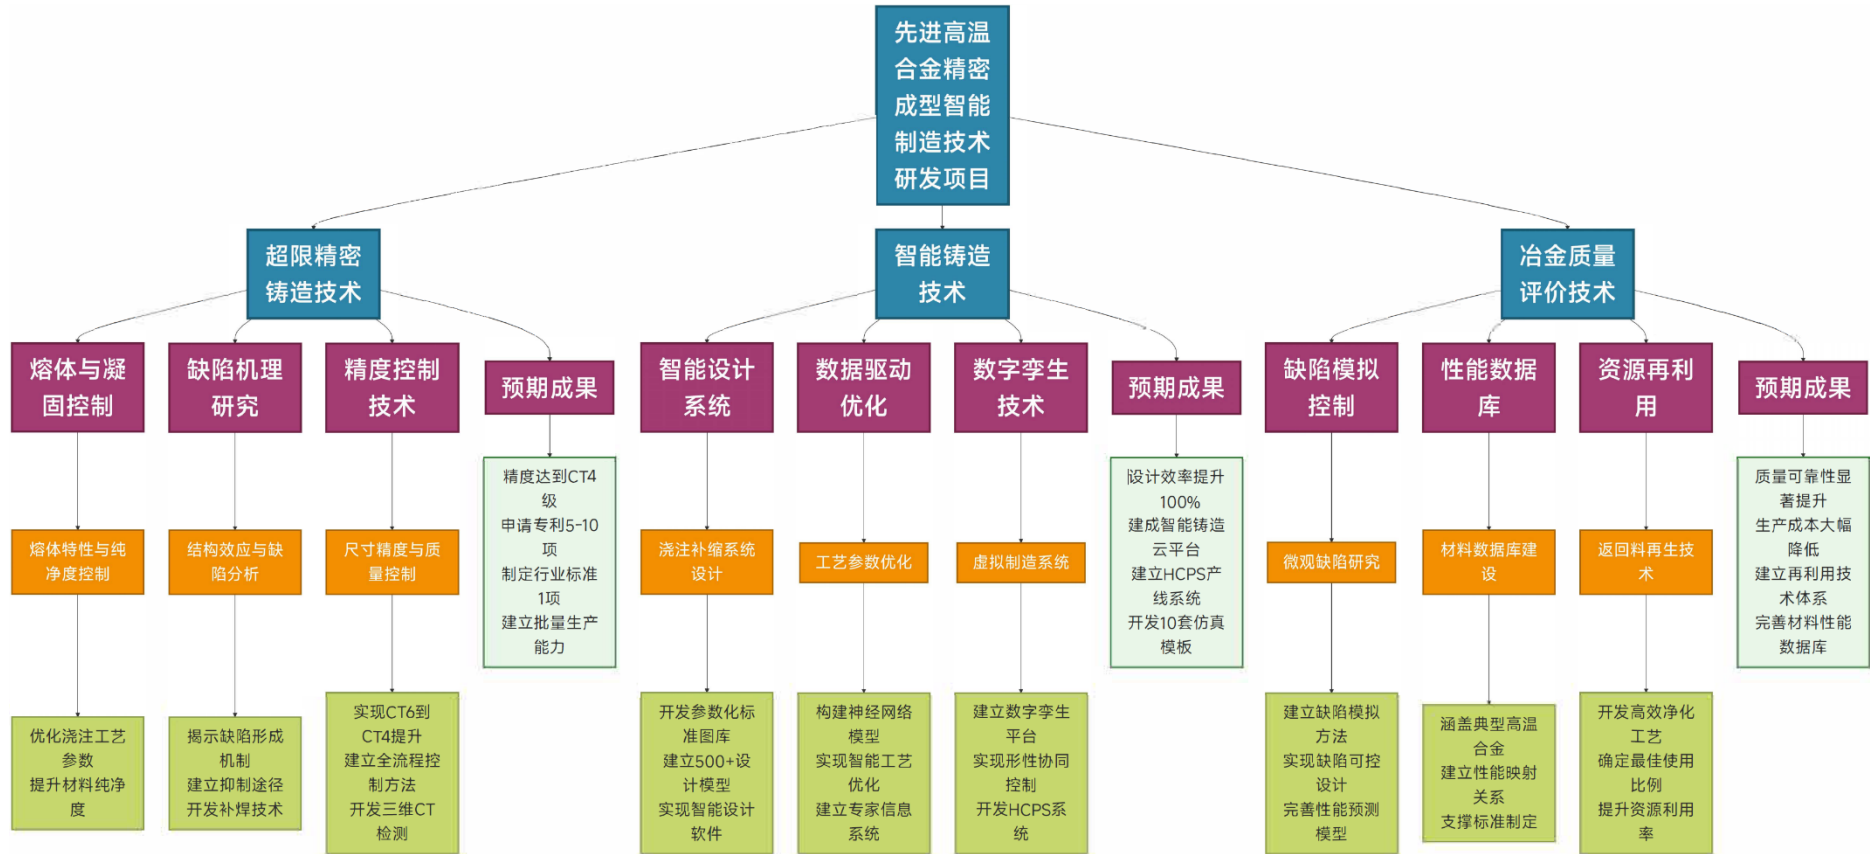 先进高温
合金精密
成型智能
制造技术
研发项目
超限精密
铸造技术
智能铸造
技术
冶金质量
评价技术
熔体与凝
固控制
缺陷机理
研究
精度控制
技术
预期成果
智能设计
系统
数据驱动
优化
数字孪生
技术
预期成果
缺陷模拟
控制
性能数据
库
资源再利
用
预期成果
熔体特性与纯
净度控制
结构效应与缺
陷分析
尺寸精度与质
量控制
精度达到CT4
级
申请专利5-10
项
制定行业标准
1项
建立批量生产
能力
浇注补缩系统
设计
工艺参数优化
虚拟制造系统
设计效率提升
100%
建成智能铸造
云平台
建立HCPS产
线系统
开发10套仿真
模板
微观缺陷研究
材料数据库建
设
返回料再生技
术
质量可靠性显
著提升
生产成本大幅
降低
建立再利用技
术体系
完善材料性能
数据库
优化浇注工艺
参数
提升材料纯净
度
揭示缺陷形成
机制
建立抑制途径
开发补焊技术
实现CT6到
CT4提升
建立全流程控
制方法
开发三维CT
检测
开发参数化标
准图库
建立500+设
计模型
实现智能设计
软件
构建神经网络
模型
实现智能工艺
优化
建立专家信息
系统
建立数字孪生
平台
实现形性协同
控制
开发HCPS系
统
建立缺陷模拟
方法
实现缺陷可控
设计
完善性能预测
模型
涵盖典型高温
合金
建立性能映射
关系
支撑标准制定
开发高效净化
工艺
确定最佳使用
比例
提升资源利用
率